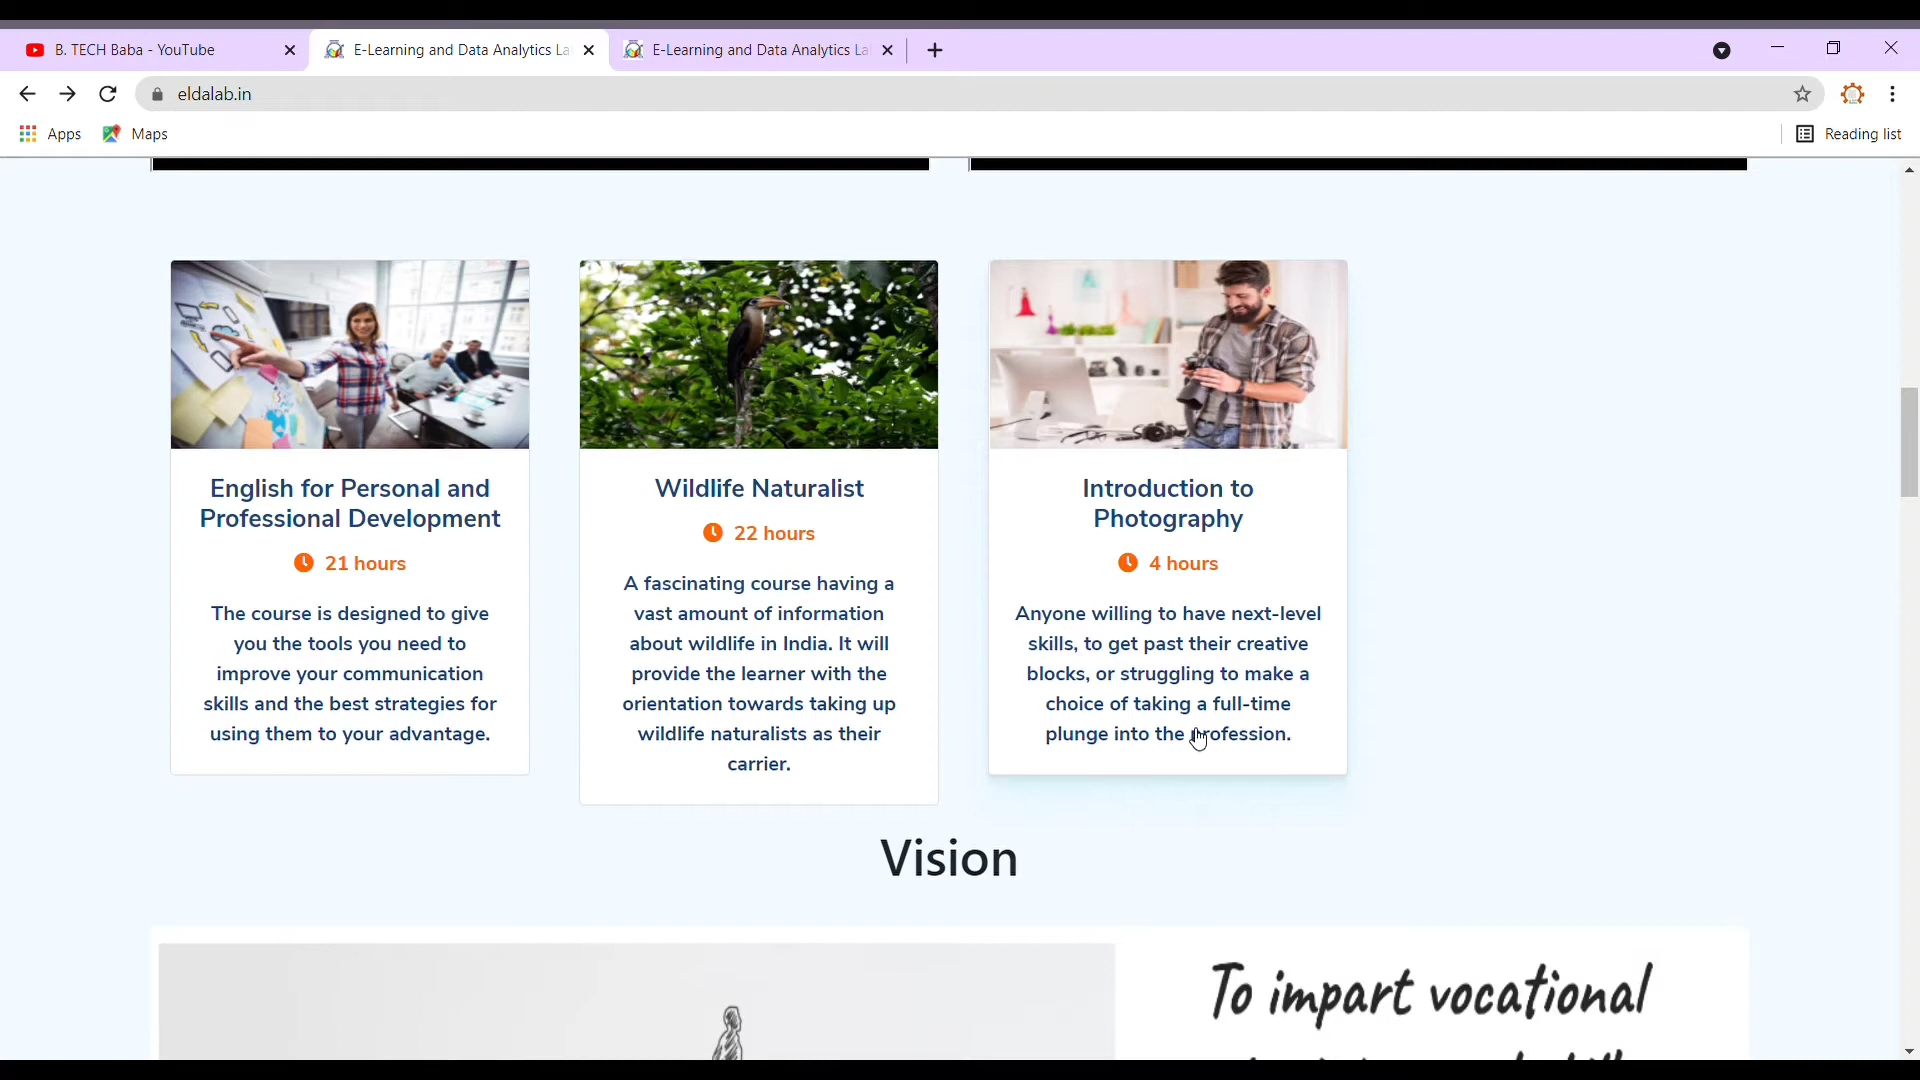 B. TECH Baba - YouTube
E-Learning and Data Analytics La
E-Learning and Data Analytics La
eldalab.in
Apps
Maps
Reading list
English for Personal and
Professional Development
21 hours
The course is designed to give
you the tools you need to
improve your communication
skills and the best strategies for
using them to your advantage.
Wildlife Naturalist
22 hours
A fascinating course having a
vast amount of information
about wildlife in India. It will
provide the learner with the
orientation towards taking up
wildlife naturalists as their
carrier.
Introduction to
Photography
4 hours
Anyone willing to have next-level
skills, to get past their creative
blocks, or struggling to make a
choice of taking a full-time
plunge into the profession.
Vision
To impart vocational